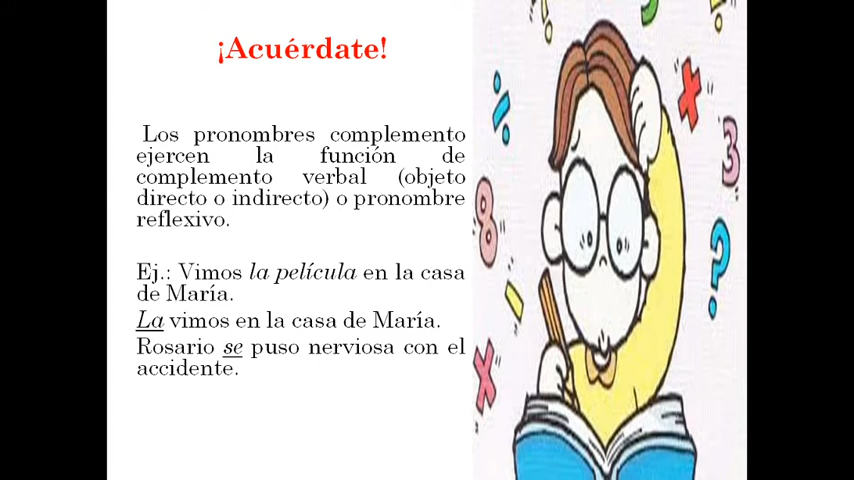 ¡Acuérdate!
Los pronombres complemento
ejercen la función de
complemento verbal (objeto
directo o indirecto) o pronombre
reflexivo.
Ej.: Vimos la película en la casa
de María.
La vimos en la casa de María.
Rosario se puso nerviosa con el
accidente.
3
8
?